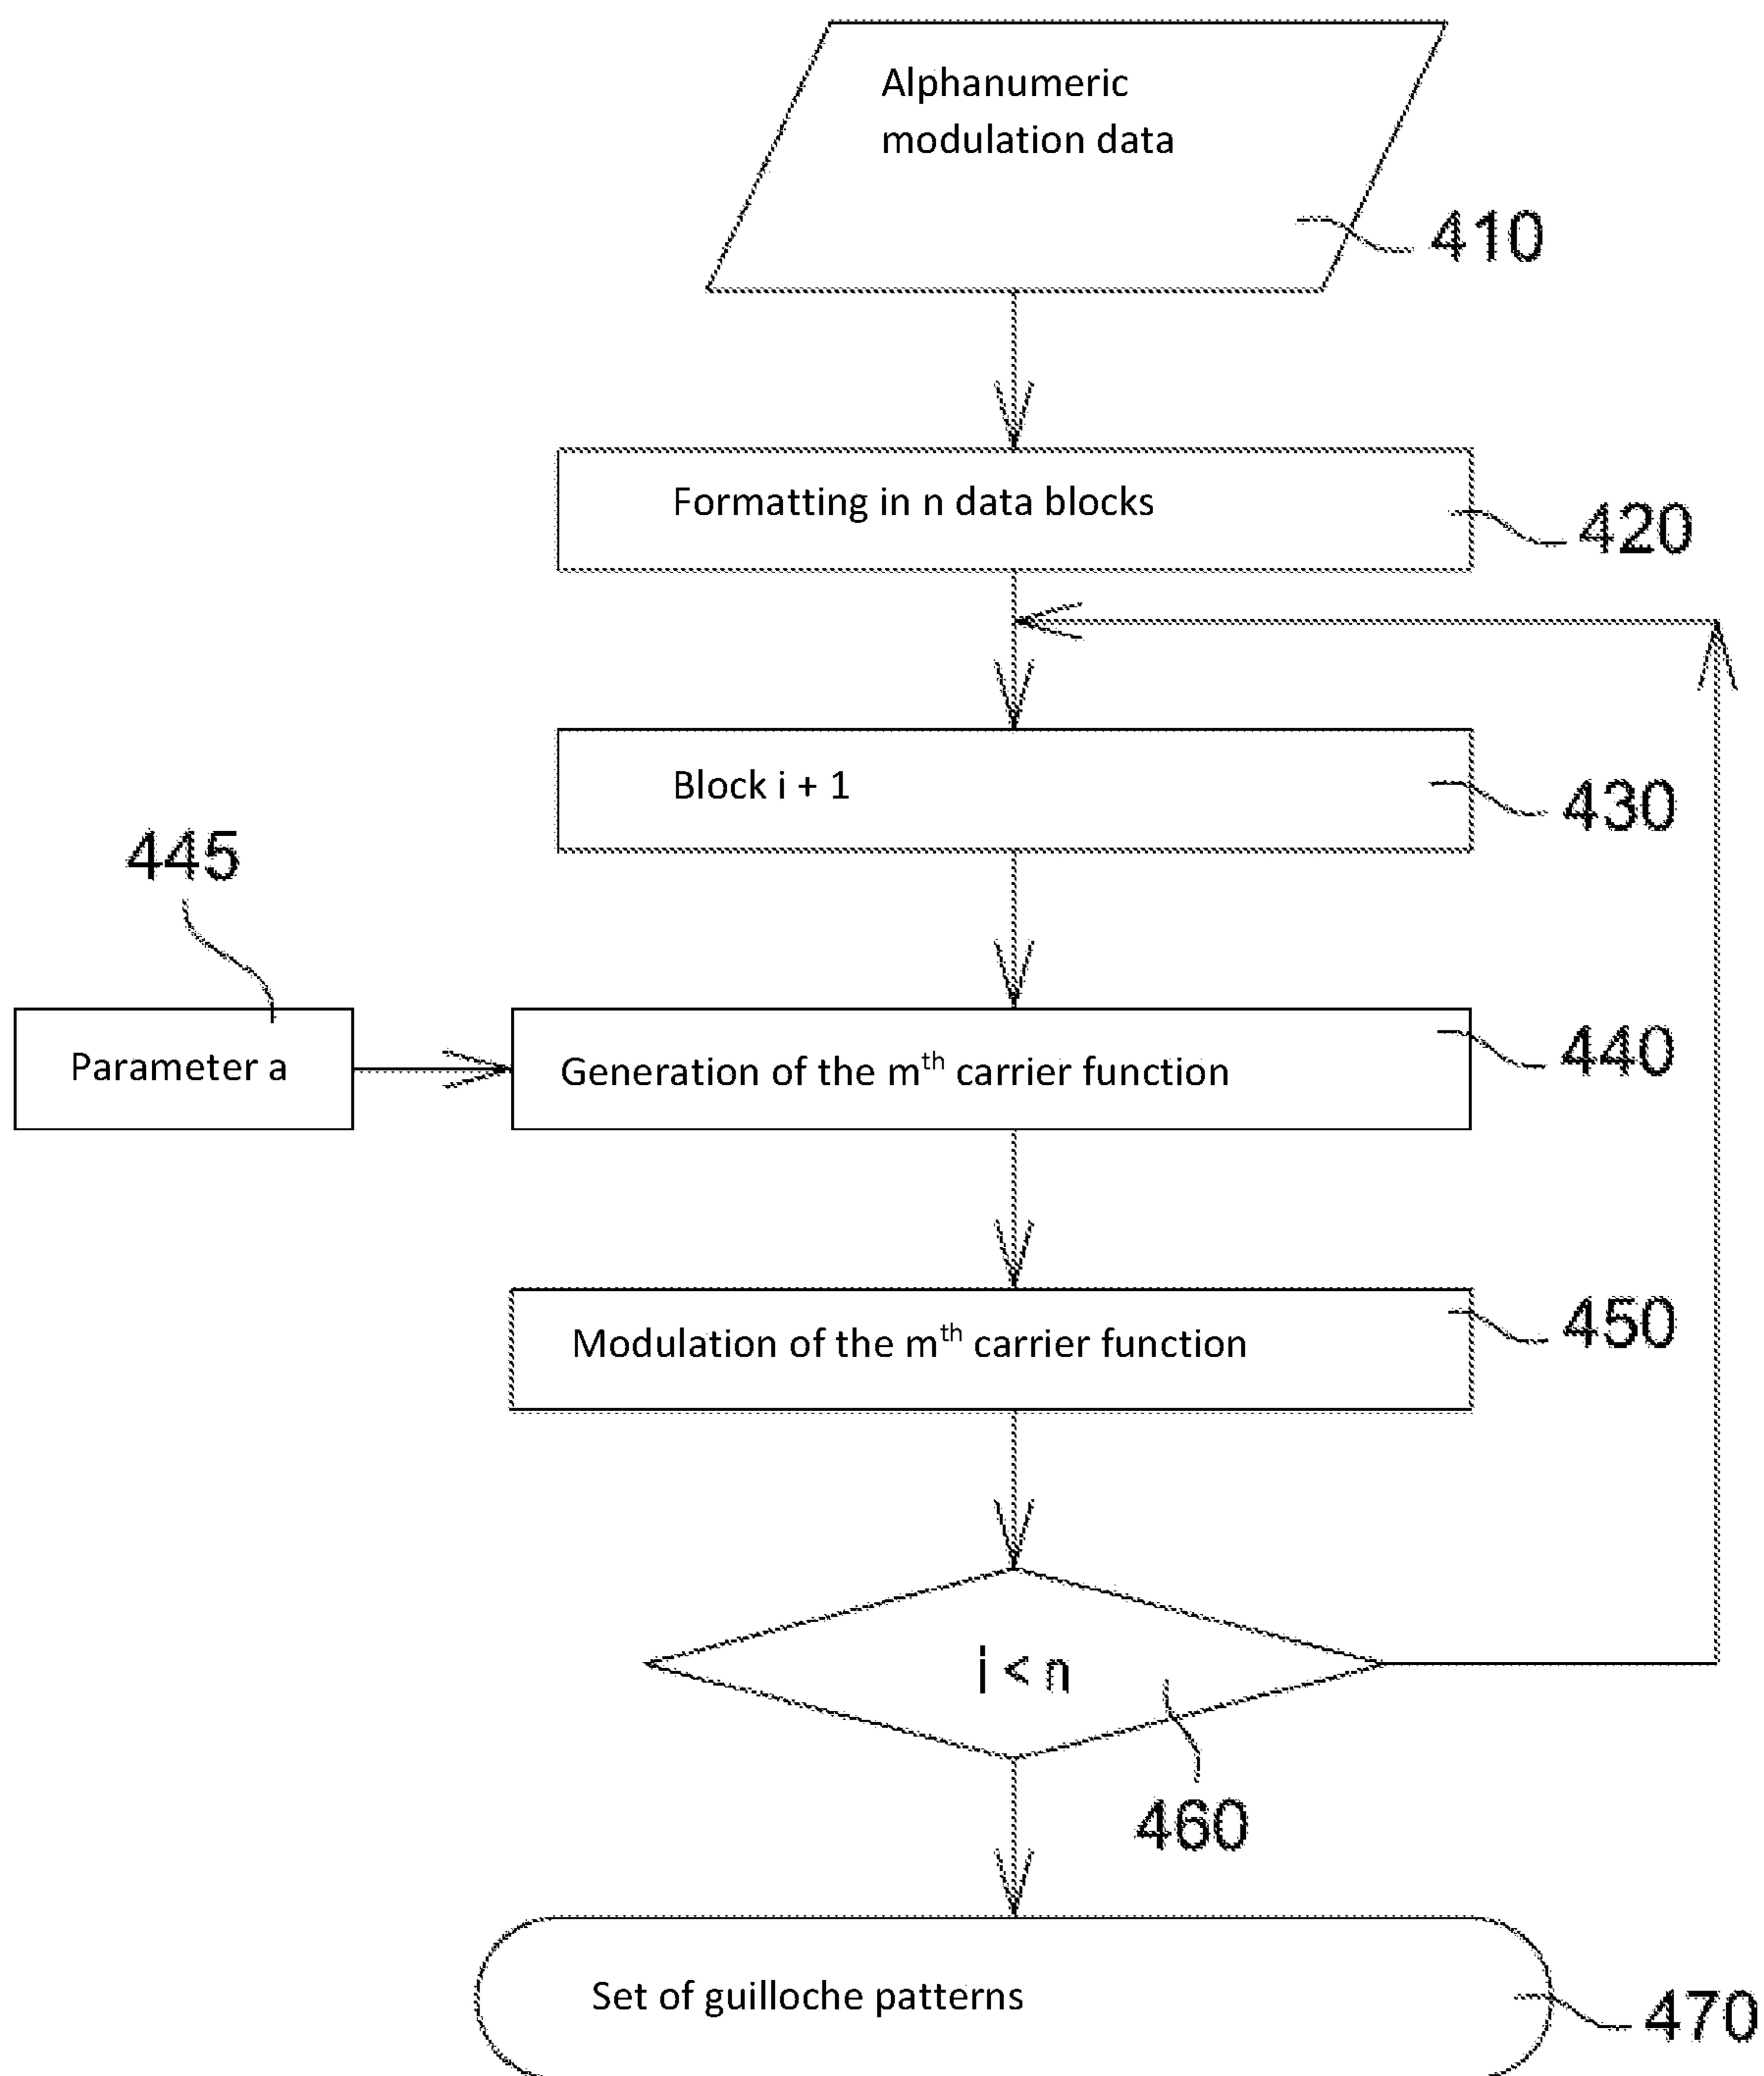 Alphanumeric
modulation data
410
Formatting in n data blocks
420
Block i + 1
430
445
Parameter a
Generation of the mth carrier function
440
Modulation of the mth carrier function
450
i < n
460
Set of guilloche patterns
470